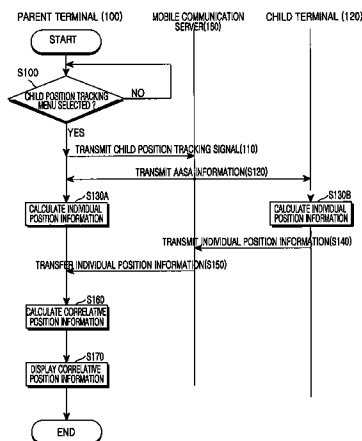 PARENT TERMINAL (100)
MOBILE COMMUNICATION
SERVER(150)
CHILD TERMINAL (120)
START
S100
CHILD POSITION TRACKING
MENU SELECTED ?
NO
YES
TRANSMIT CHILD POSITION TRACKING SIGNAL(110)
TRANSMIT AASA INFORMATION(S120)
S130A
CALCULATE INDIVIDUAL
POSITION INFORMATION
S130B
CALCULATE INDIVIDUAL
POSITION INFORMATION
TRANSMIT INDIVIDUAL POSITION INFORMATION(S140)
TRANSFER INDIVIDUAL POSITION INFORMATION(S150)
S160
CALCULATE CORRELATIVE
POSITION INFORMATION
S170
DISPLAY CORRELATIVE
POSITION INFORMATION
END